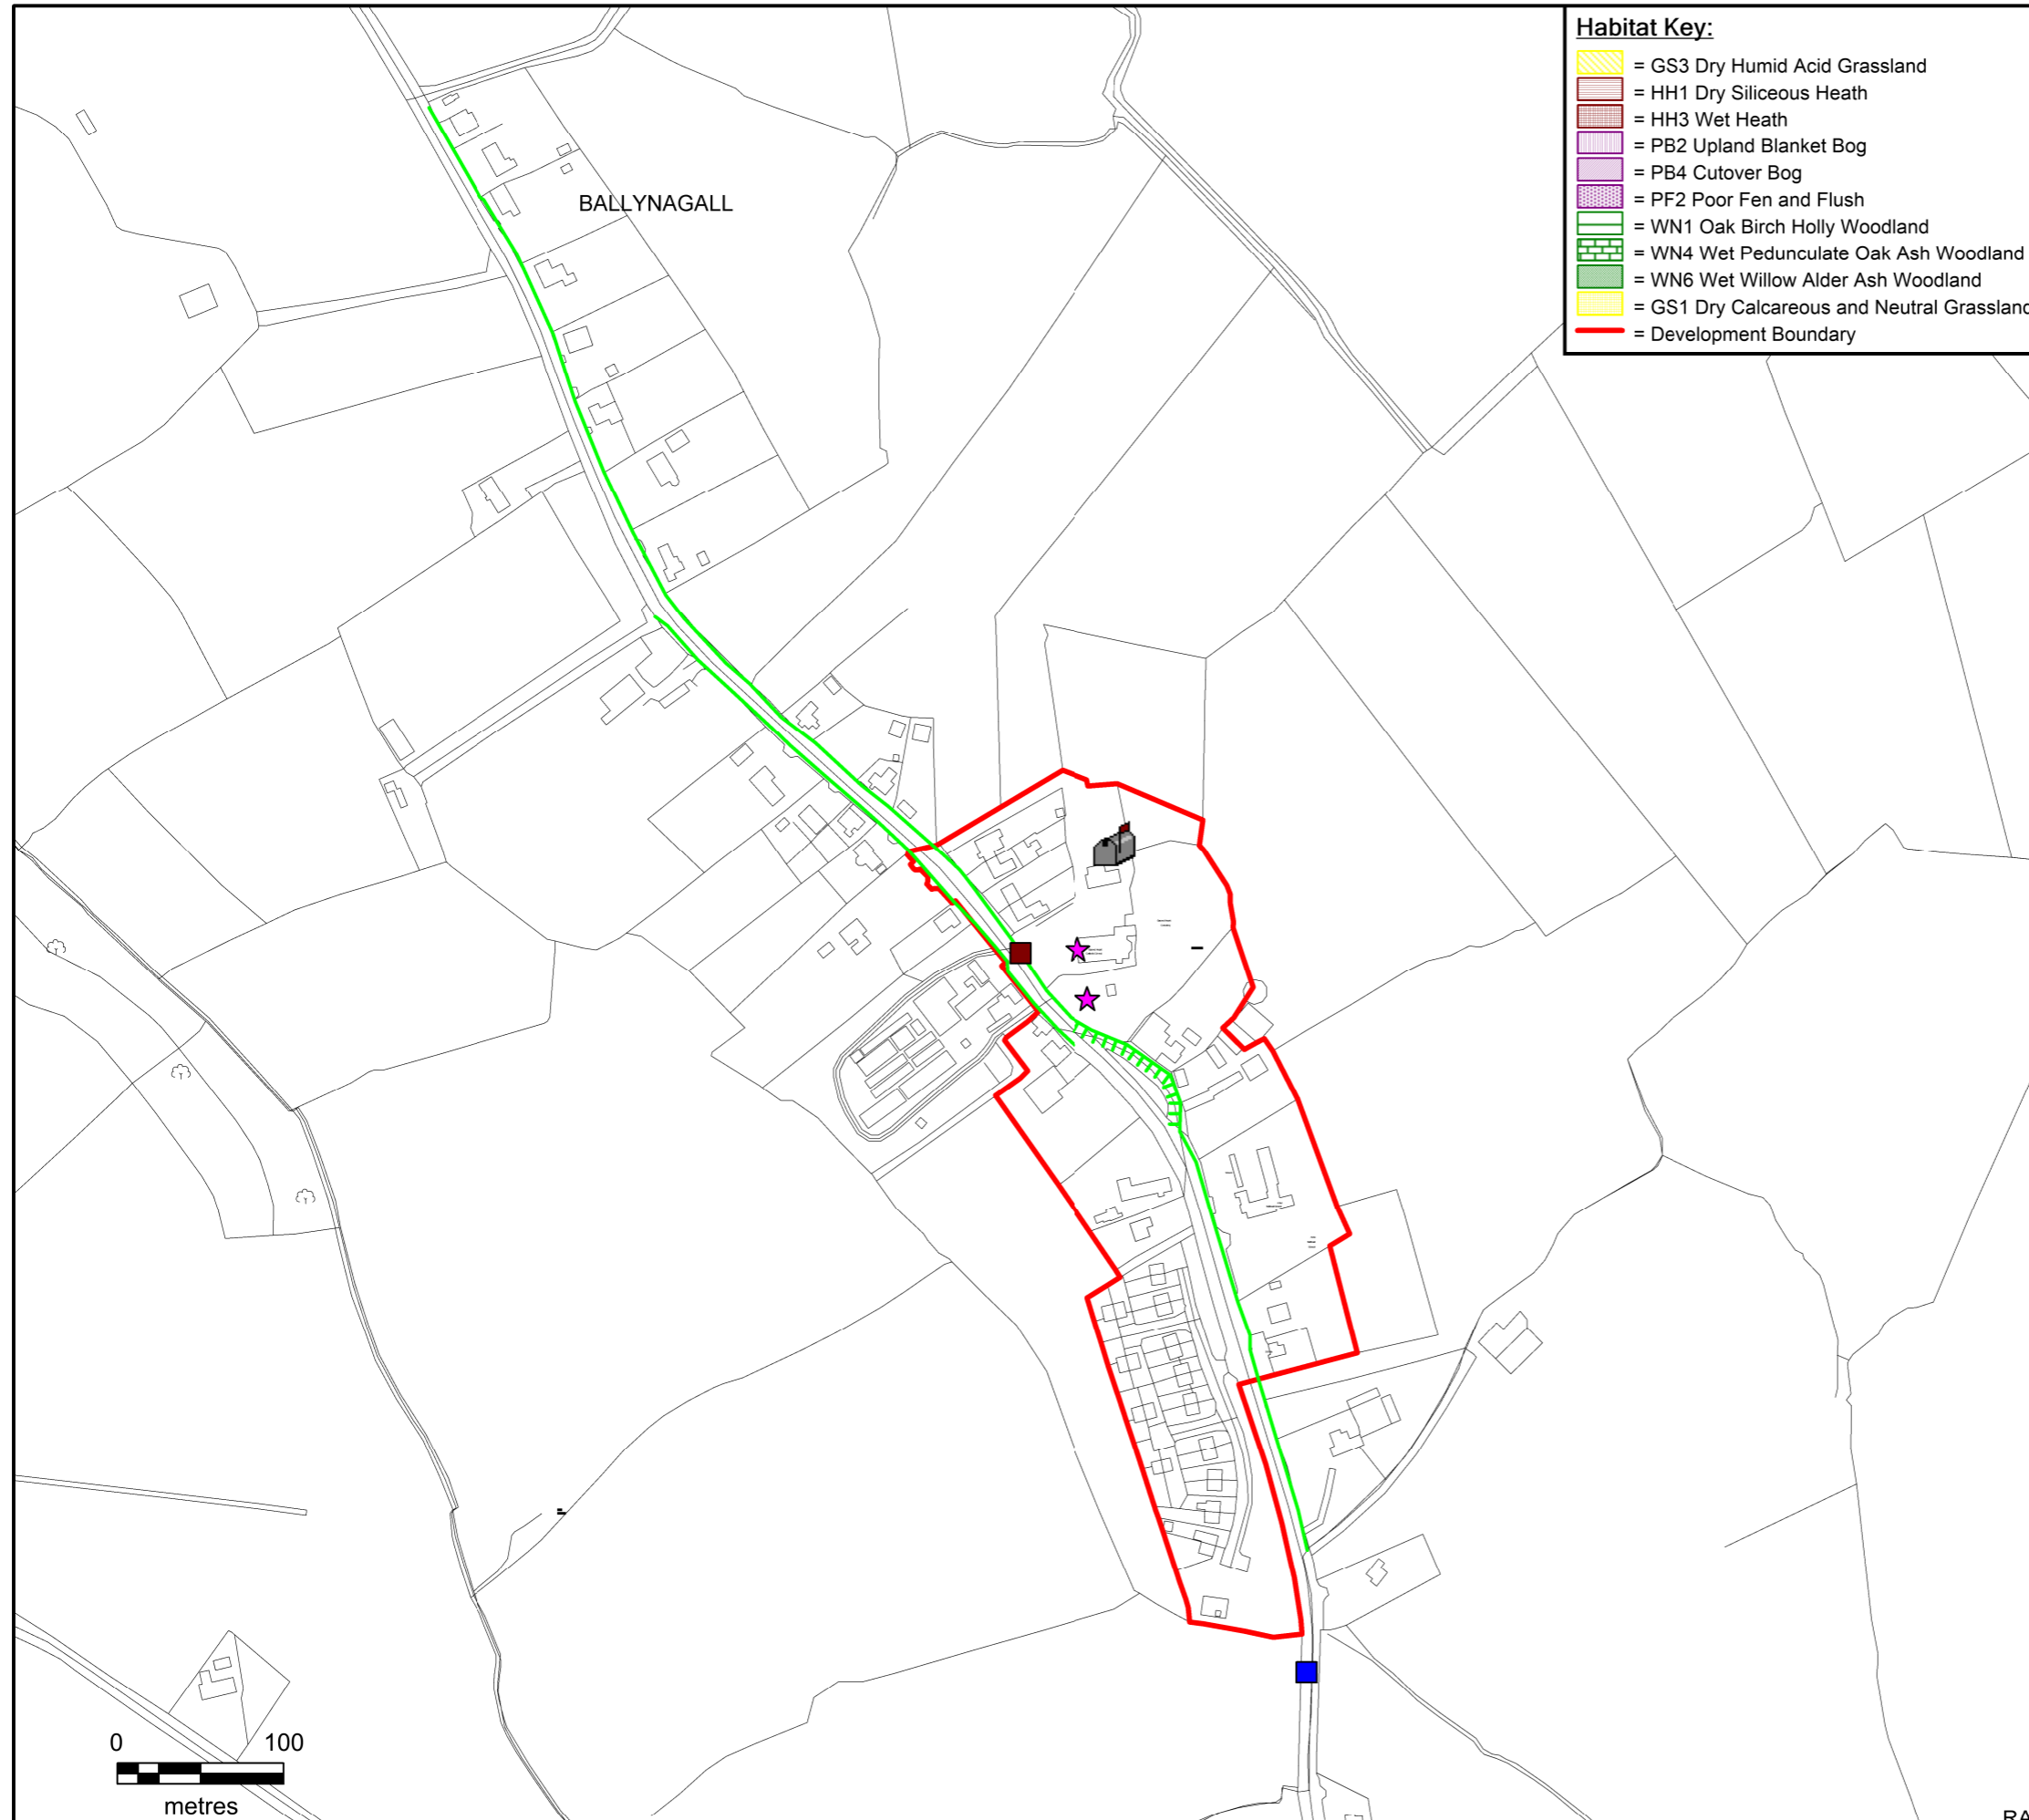 Habitat Key:
= GS3 Dry Humid Acid Grassland
= HH1 Dry Siliceous Heath
= HH3 Wet Heath
= PB2 Upland Blanket Bog
= PB4 Cutover Bog
= PF2 Poor Fen and Flush
= WN1 Oak Birch Holly Woodland
= WN4 Wet Pedunculate Oak Ash Woodland
= WN6 Wet Willow Alder Ash Woodland
= GS1 Dry Calcareous and Neutral Grassland
= Development Boundary
BALLYNAGALL
0 100
metres
RA